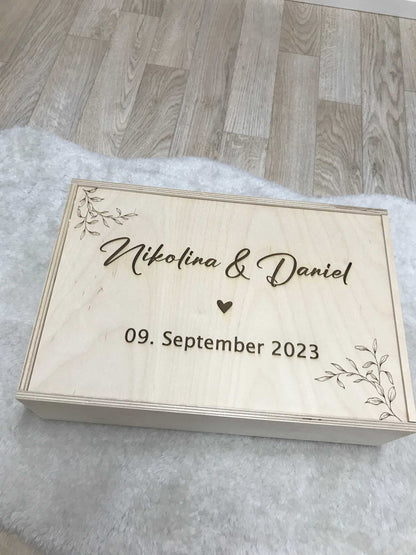 Nikolina & Daniel
09. September 2023